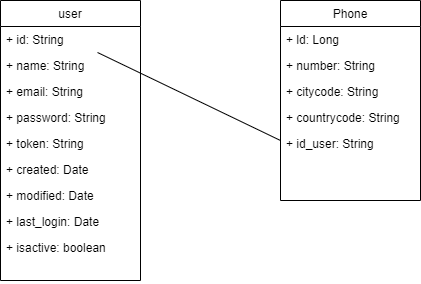 user
+ id: String
+ name: String
+ email: String
+ password: String
+ token: String
+ created: Date
+ modified: Date
+ last_login: Date
+ isactive: boolean
Phone
+ Id: Long
+ number: String
+ citycode: String
+ countrycode: String
+ id_user: String